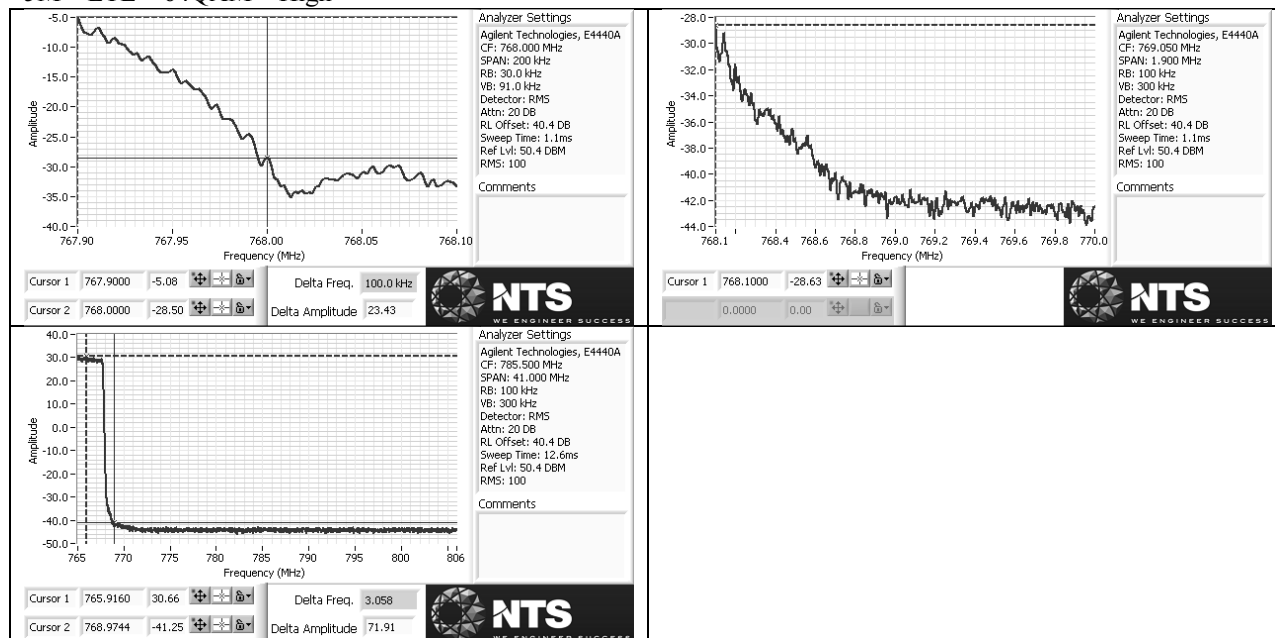 Analyzer Settings
Agilent Technologies, E4440A
CF: 768.000 MHz
SPAN: 200 kHz
RB: 30.0 kHz
VB: 91.0 kHz
Detector: RMS
Attn: 20 DB
RL Offset: 40.4 DB
Sweep Time: 1.1ms
Ref Lvl: 50.4 DBM
RMS: 100
Comments
Amplitude
-5.0
-10.0
-15.0
-20.0
-25.0
-30.0
-35.0
-40.0
767.90 767.95 768.00 768.05 768.10
Frequency (MHz)
Cursor 1 767.9000 -5.08
Cursor 2 768.0000 -28.50
Delta Freq. 100.0 kHz
Delta Amplitude 23.43
NTS
WE ENGINEER SUCCESS
Analyzer Settings
Agilent Technologies, E4440A
CF: 769.050 MHz
SPAN: 1.900 MHz
RB: 100 kHz
VB: 300 kHz
Detector: RMS
Attn: 20 DB
RL Offset: 40.4 DB
Sweep Time: 1.1ms
Ref Lvl: 50.4 DBM
RMS: 100
Comments
Amplitude
-28.0
-30.0
-32.0
-34.0
-36.0
-38.0
-40.0
-42.0
-44.0
768.1 768.4 768.6 768.8 769.0 769.2 769.4 769.6 769.8 770.0
Frequency (MHz)
Cursor 1 768.1000 -28.63
0.0000 0.00
NTS
WE ENGINEER SUCCESS
Analyzer Settings
Agilent Technologies, E4440A
CF: 785.500 MHz
SPAN: 41.000 MHz
RB: 100 kHz
VB: 300 kHz
Detector: RMS
Attn: 20 DB
RL Offset: 40.4 DB
Sweep Time: 12.6ms
Ref Lvl: 50.4 DBM
RMS: 100
Comments
Amplitude
40.0
30.0
20.0
10.0
0.0
-10.0
-20.0
-30.0
-40.0
-50.0
765 770 775 780 785 790 795 800 806
Frequency (MHz)
Cursor 1 765.9160 30.66
Cursor 2 768.9744 -41.25
Delta Freq. 3.058
Delta Amplitude 71.91
NTS
WE ENGINEER SUCCESS